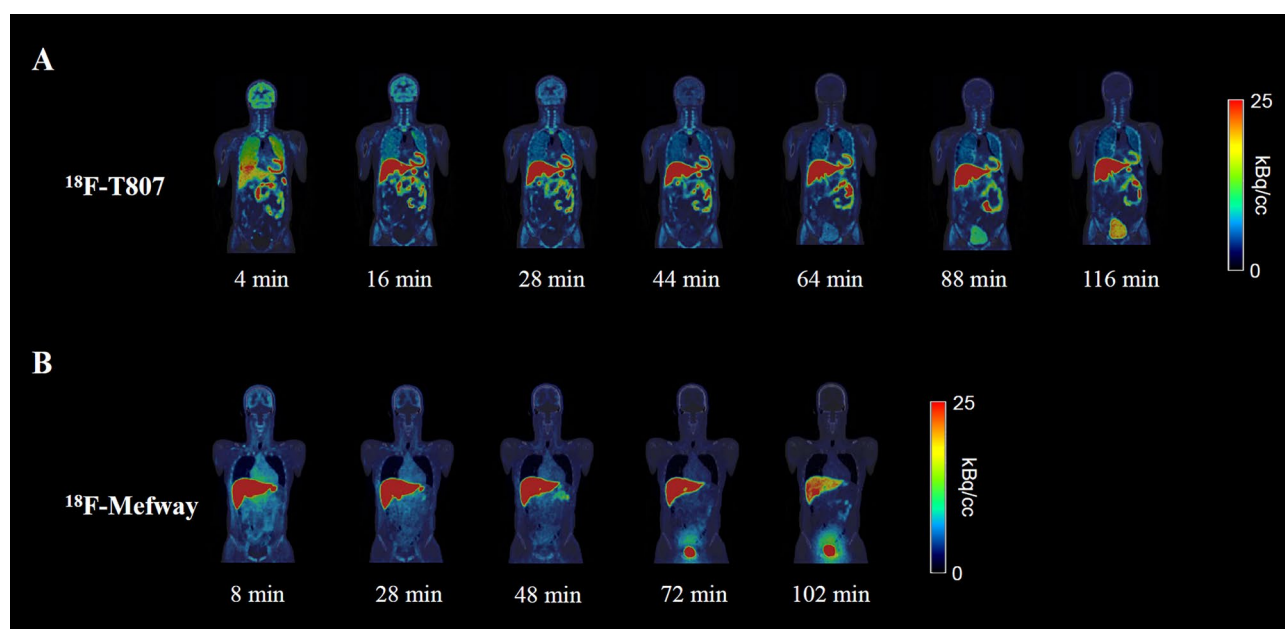 A
¹⁸F-T807
25
kBq/cc
0
4 min
16 min
28 min
44 min
64 min
88 min
116 min
B
¹⁸F-Mefway
25
kBq/cc
0
8 min
28 min
48 min
72 min
102 min